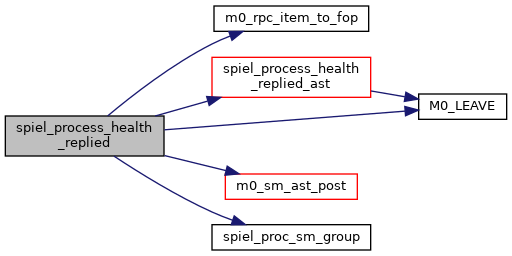 m0_rpc_item_to_fop
spiel_process_health
_replied_ast
M0_LEAVE
spiel_process_health
_replied
m0_sm_ast_post
spiel_proc_sm_group